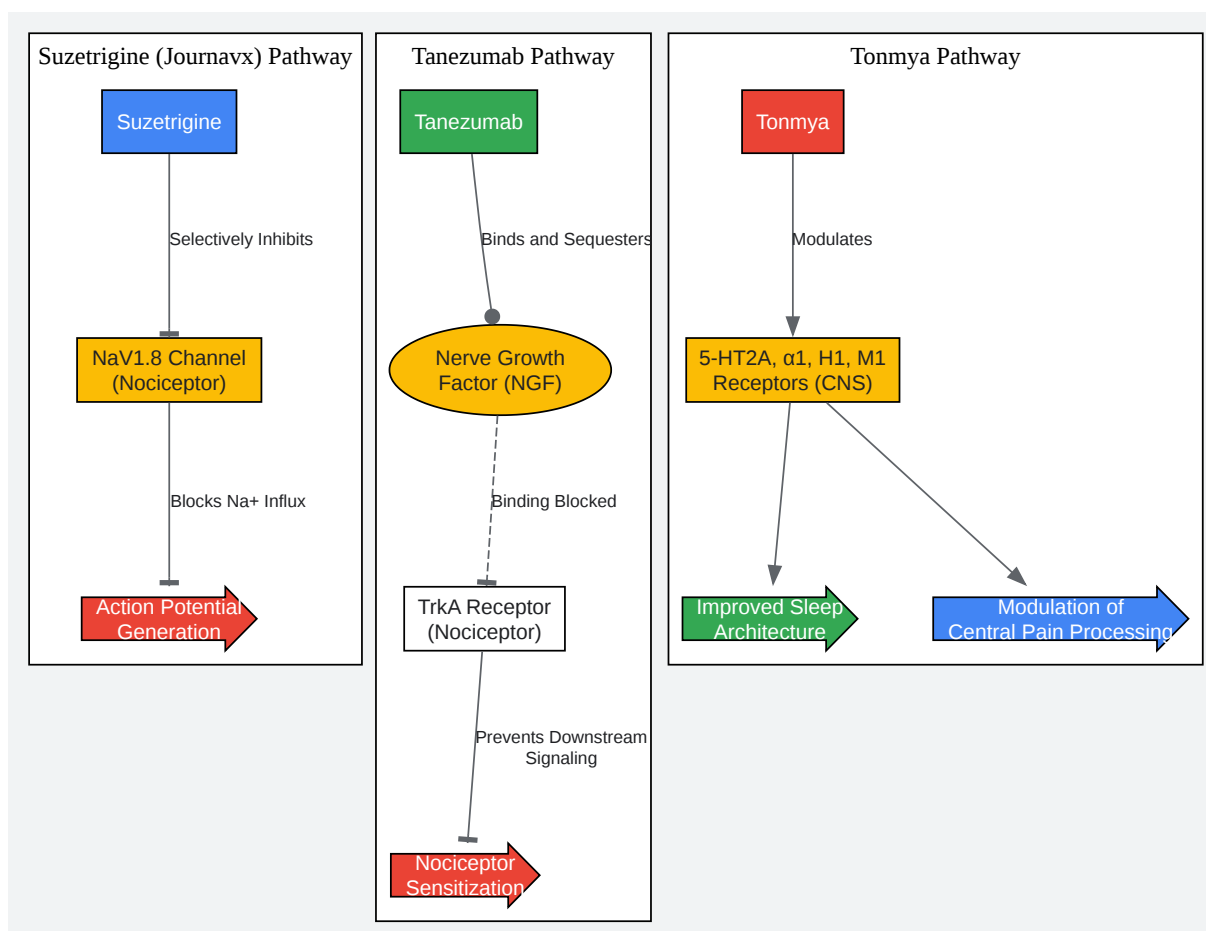 Suzetrigine (Journavx) Pathway
Suzetrigine
Selectively Inhibits
NaV1.8 Channel
(Nociceptor)
Blocks Na+ Influx
Action Potential
Generation
Tanezumab Pathway
Tanezumab
Binds and Sequesters
Nerve Growth
Factor (NGF)
Binding Blocked
TrkA Receptor
(Nociceptor)
Prevents Downstream
Signaling
Nociceptor
Sensitization
Tonmya Pathway
Tonmya
Modulates
5-HT2A, α1, H1, M1
Receptors (CNS)
Improved Sleep
Architecture
Modulation of
Central Pain Processing